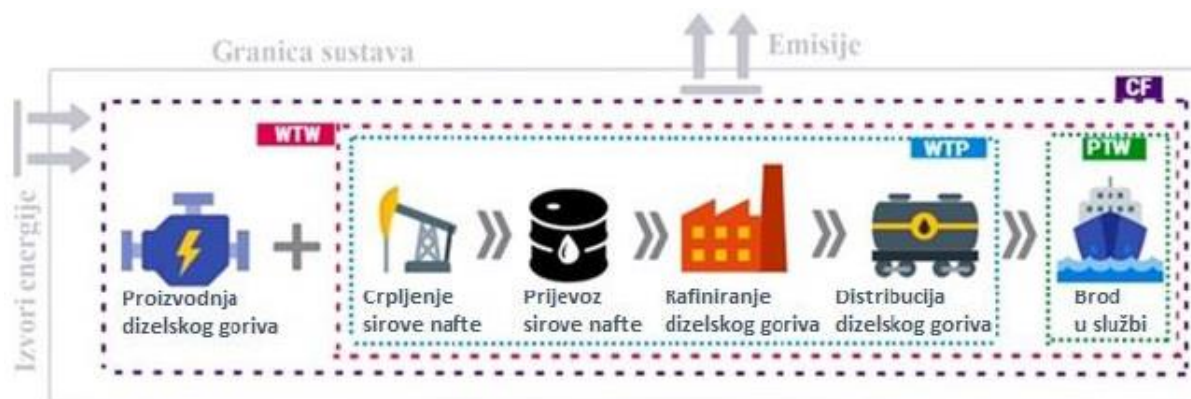 Granica sustava
Emisije
CF
WTW
WTP
PTW
Izvori energije
Proizvodnja
dizelskog goriva
Crpljenje
sirove nafte
Prijevoz
sirove nafte
Rafiniranje
dizelskog goriva
Distribucija
dizelskog goriva
Brod
u službi